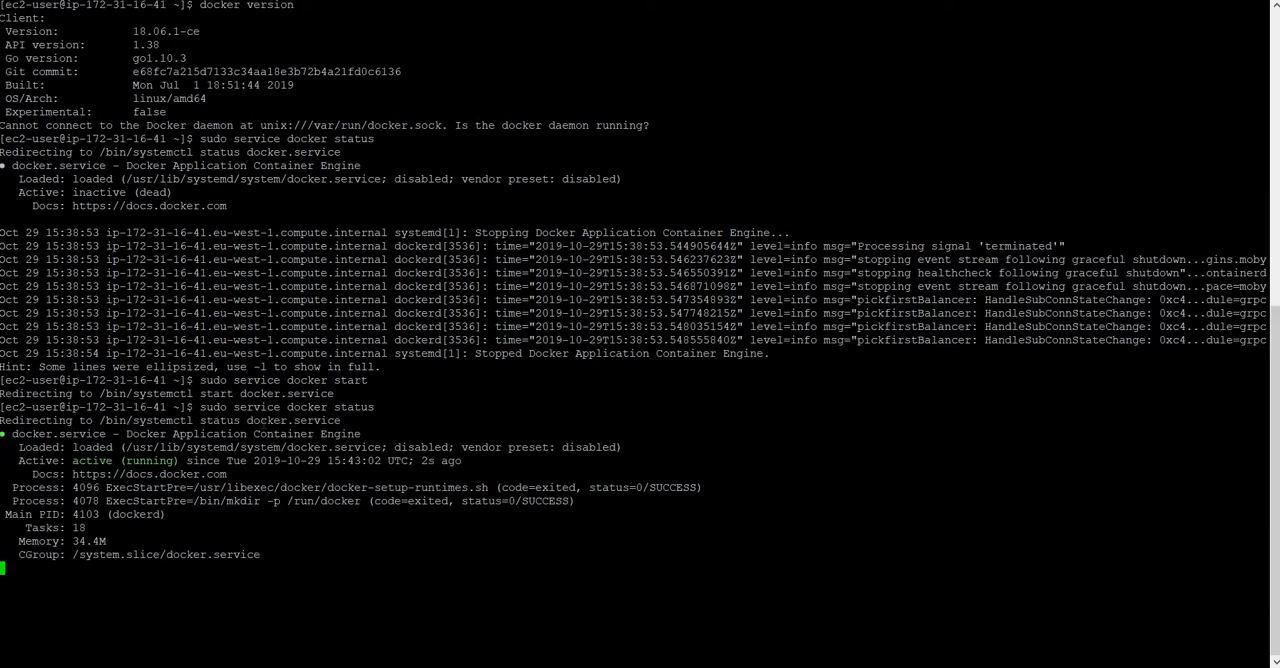 [ec2-user@ip-172-31-16-41 ~]$ docker version
Client:
 Version:           18.06.1-ce
 API version:       1.38
 Go version:        go1.10.3
 Git commit:        e68fc7a215d7133c34aa18e3b72b4a21fd0c6136
 Built:             Mon Jul  1 18:51:44 2019
 OS/Arch:           linux/amd64
 Experimental:      false
Cannot connect to the Docker daemon at unix:///var/run/docker.sock. Is the docker daemon running?
[ec2-user@ip-172-31-16-41 ~]$ sudo service docker status
Redirecting to /bin/systemctl status docker.service
● docker.service - Docker Application Container Engine
   Loaded: loaded (/usr/lib/systemd/system/docker.service; disabled; vendor preset: disabled)
   Active: inactive (dead)
     Docs: https://docs.docker.com
Oct 29 15:38:53 ip-172-31-16-41.eu-west-1.compute.internal systemd[1]: Stopping Docker Application Container Engine...
Oct 29 15:38:53 ip-172-31-16-41.eu-west-1.compute.internal dockerd[3536]: time="2019-10-29T15:38:53.544905644Z" level=info msg="Processing signal 'terminated'"
Oct 29 15:38:53 ip-172-31-16-41.eu-west-1.compute.internal dockerd[3536]: time="2019-10-29T15:38:53.546237623Z" level=info msg="stopping event stream following graceful shutdown...gins.moby
Oct 29 15:38:53 ip-172-31-16-41.eu-west-1.compute.internal dockerd[3536]: time="2019-10-29T15:38:53.546550391Z" level=info msg="stopping healthcheck following graceful shutdown"...ontainerd
Oct 29 15:38:53 ip-172-31-16-41.eu-west-1.compute.internal dockerd[3536]: time="2019-10-29T15:38:53.546871098Z" level=info msg="stopping event stream following graceful shutdown...pace=moby
Oct 29 15:38:53 ip-172-31-16-41.eu-west-1.compute.internal dockerd[3536]: time="2019-10-29T15:38:53.547354893Z" level=info msg="pickfirstBalancer: HandleSubConnStateChange: 0xc4...dule=grpc
Oct 29 15:38:53 ip-172-31-16-41.eu-west-1.compute.internal dockerd[3536]: time="2019-10-29T15:38:53.547748215Z" level=info msg="pickfirstBalancer: HandleSubConnStateChange: 0xc4...dule=grpc
Oct 29 15:38:53 ip-172-31-16-41.eu-west-1.compute.internal dockerd[3536]: time="2019-10-29T15:38:53.548035154Z" level=info msg="pickfirstBalancer: HandleSubConnStateChange: 0xc4...dule=grpc
Oct 29 15:38:53 ip-172-31-16-41.eu-west-1.compute.internal dockerd[3536]: time="2019-10-29T15:38:53.548555840Z" level=info msg="pickfirstBalancer: HandleSubConnStateChange: 0xc4...dule=grpc
Oct 29 15:38:54 ip-172-31-16-41.eu-west-1.compute.internal systemd[1]: Stopped Docker Application Container Engine.
Hint: Some lines were ellipsized, use -l to show in full.
[ec2-user@ip-172-31-16-41 ~]$ sudo service docker start
Redirecting to /bin/systemctl start docker.service
[ec2-user@ip-172-31-16-41 ~]$ sudo service docker status
Redirecting to /bin/systemctl status docker.service
● docker.service - Docker Application Container Engine
   Loaded: loaded (/usr/lib/systemd/system/docker.service; disabled; vendor preset: disabled)
   Active: active (running) since Tue 2019-10-29 15:43:02 UTC; 2s ago
     Docs: https://docs.docker.com
  Process: 4096 ExecStartPre=/usr/libexec/docker/docker-setup-runtimes.sh (code=exited, status=0/SUCCESS)
  Process: 4078 ExecStartPre=/bin/mkdir -p /run/docker (code=exited, status=0/SUCCESS)
 Main PID: 4103 (dockerd)
    Tasks: 18
   Memory: 34.4M
   CGroup: /system.slice/docker.service